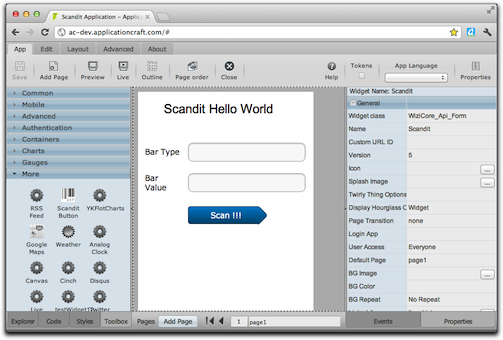 Scandit Application – Applic
ac-dev.applicationcraft.com/#
App Edit Layout Advanced About
Save Add Page Preview Live Outline Page order Close Help Tokens App Language Properties
Common
Mobile
Advanced
Authentication
Containers
Charts
Gauges
More
RSS Feed
Scandit Button
YKFlotCharts
Google Maps
Weather
Analog Clock
Canvas
Cinch
Disqus
Live
testWidget
Twitter
Explorer Code Styles Toolbox
Scandit Hello World
Bar Type
Bar Value
Scan !!!
Pages Add Page 1 page1
Widget Name: Scandit
General
Widget class WiziCore_Api_Form
Name Scandit
Custom URL ID
Version 5
Icon ...
Splash Image ...
Twirly Thing Options
Display Hourglass C Widget
Page Transition none
Login App
User Access Everyone
Default Page page1
BG Image ...
BG Color
BG Repeat No Repeat
Events Properties